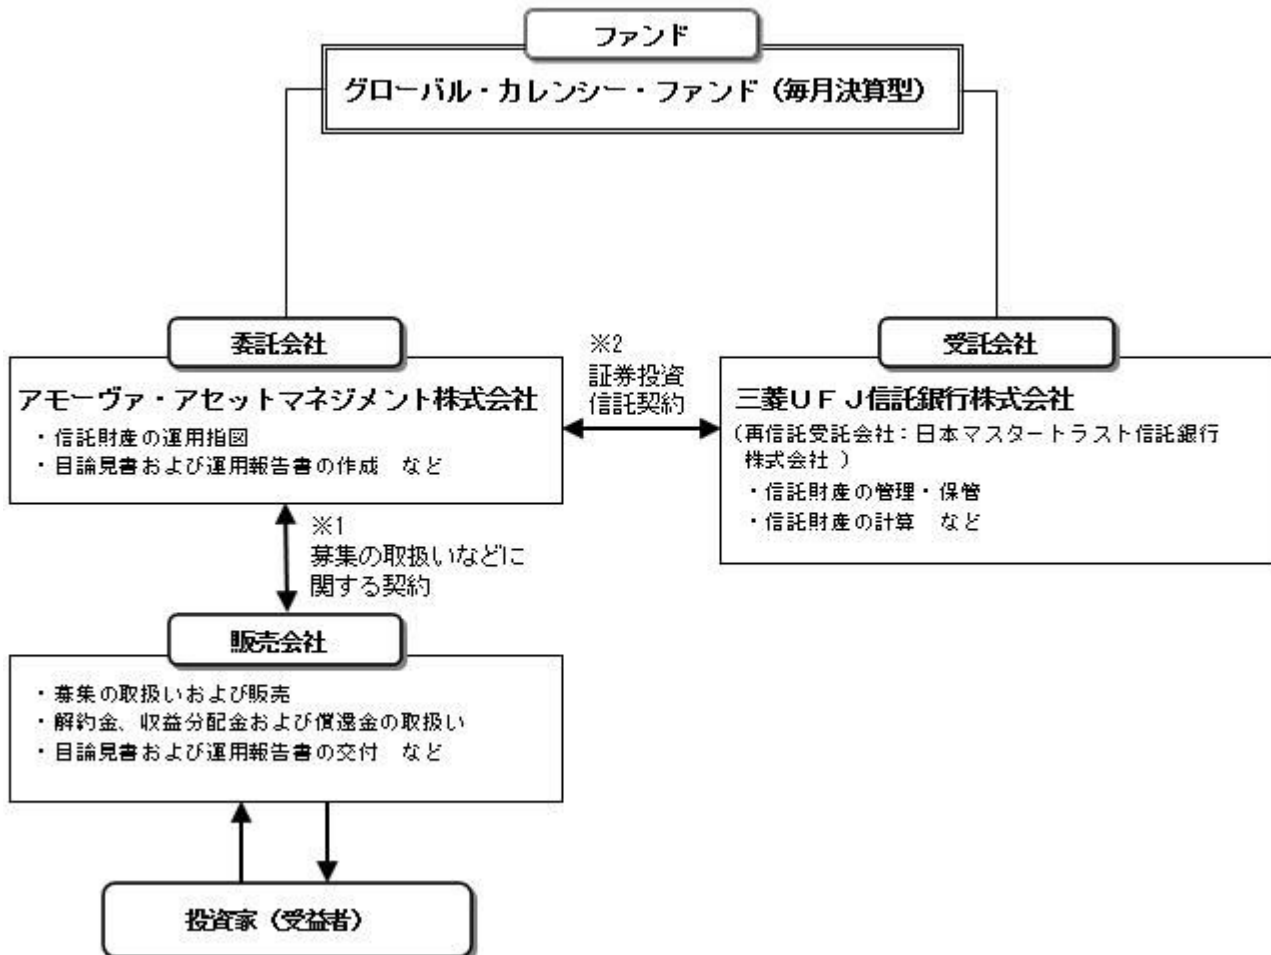 ファンド
グローバル・カレンシー・ファンド（毎月決算型）
委託会社
アモーヴァ・アセットマネジメント株式会社
・信託財産の運用指図
・目論見書および運用報告書の作成　など
※2
証券投資
信託契約
受託会社
三菱ＵＦＪ信託銀行株式会社
（再信託受託会社：日本マスタートラスト信託銀行
株式会社 ）
・信託財産の管理・保管
・信託財産の計算　など
※1
募集の取扱いなどに
関する契約
販売会社
・募集の取扱いおよび販売
・解約金、収益分配金および償還金の取扱い
・目論見書および運用報告書の交付　など
投資家（受益者）